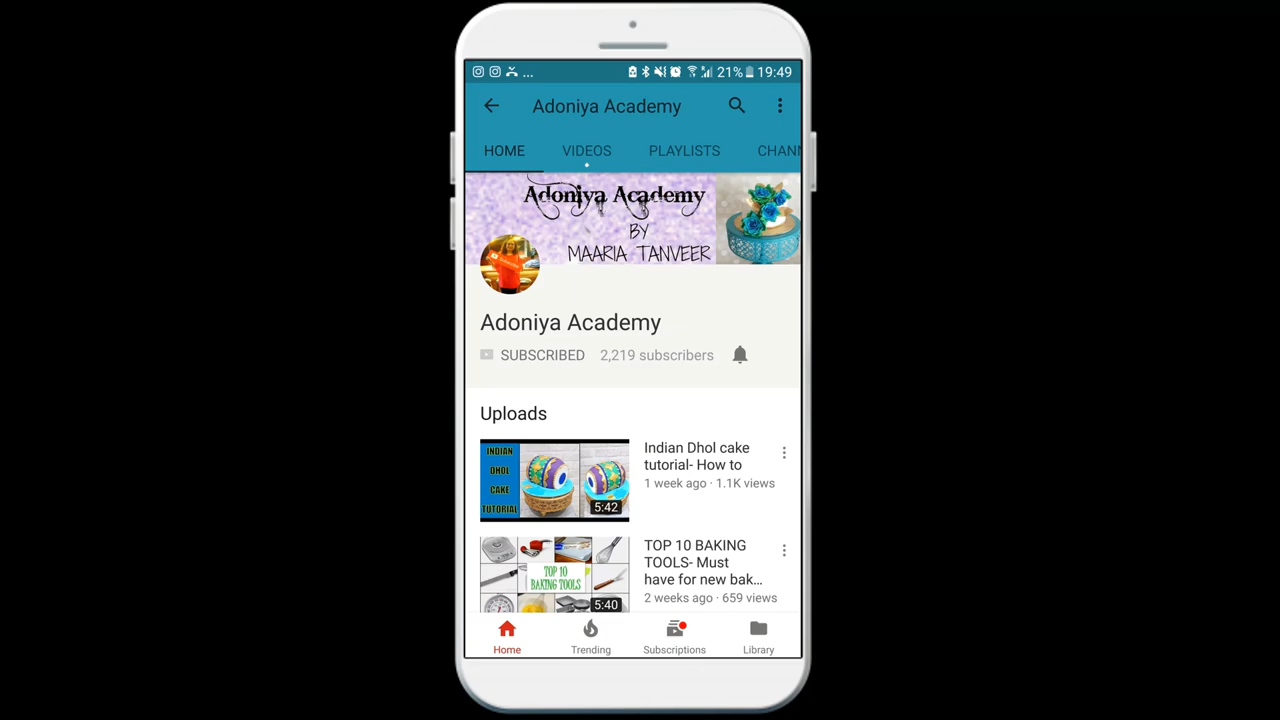 ... 21% 19:49
Adoniya Academy
HOME VIDEOS PLAYLISTS CHANN
Adoniya Academy
BY
MAARIA TANVEER
Adoniya Academy
SUBSCRIBED 2,219 subscribers
Uploads
INDIAN
DHOL
CAKE
TUTORIAL
5:42
Indian Dhol cake
tutorial- How to
1 week ago · 1.1K views
TOP 10
BAKING TOOLS
5:40
TOP 10 BAKING
TOOLS- Must
have for new bak...
2 weeks ago · 659 views
Home Trending Subscriptions Library